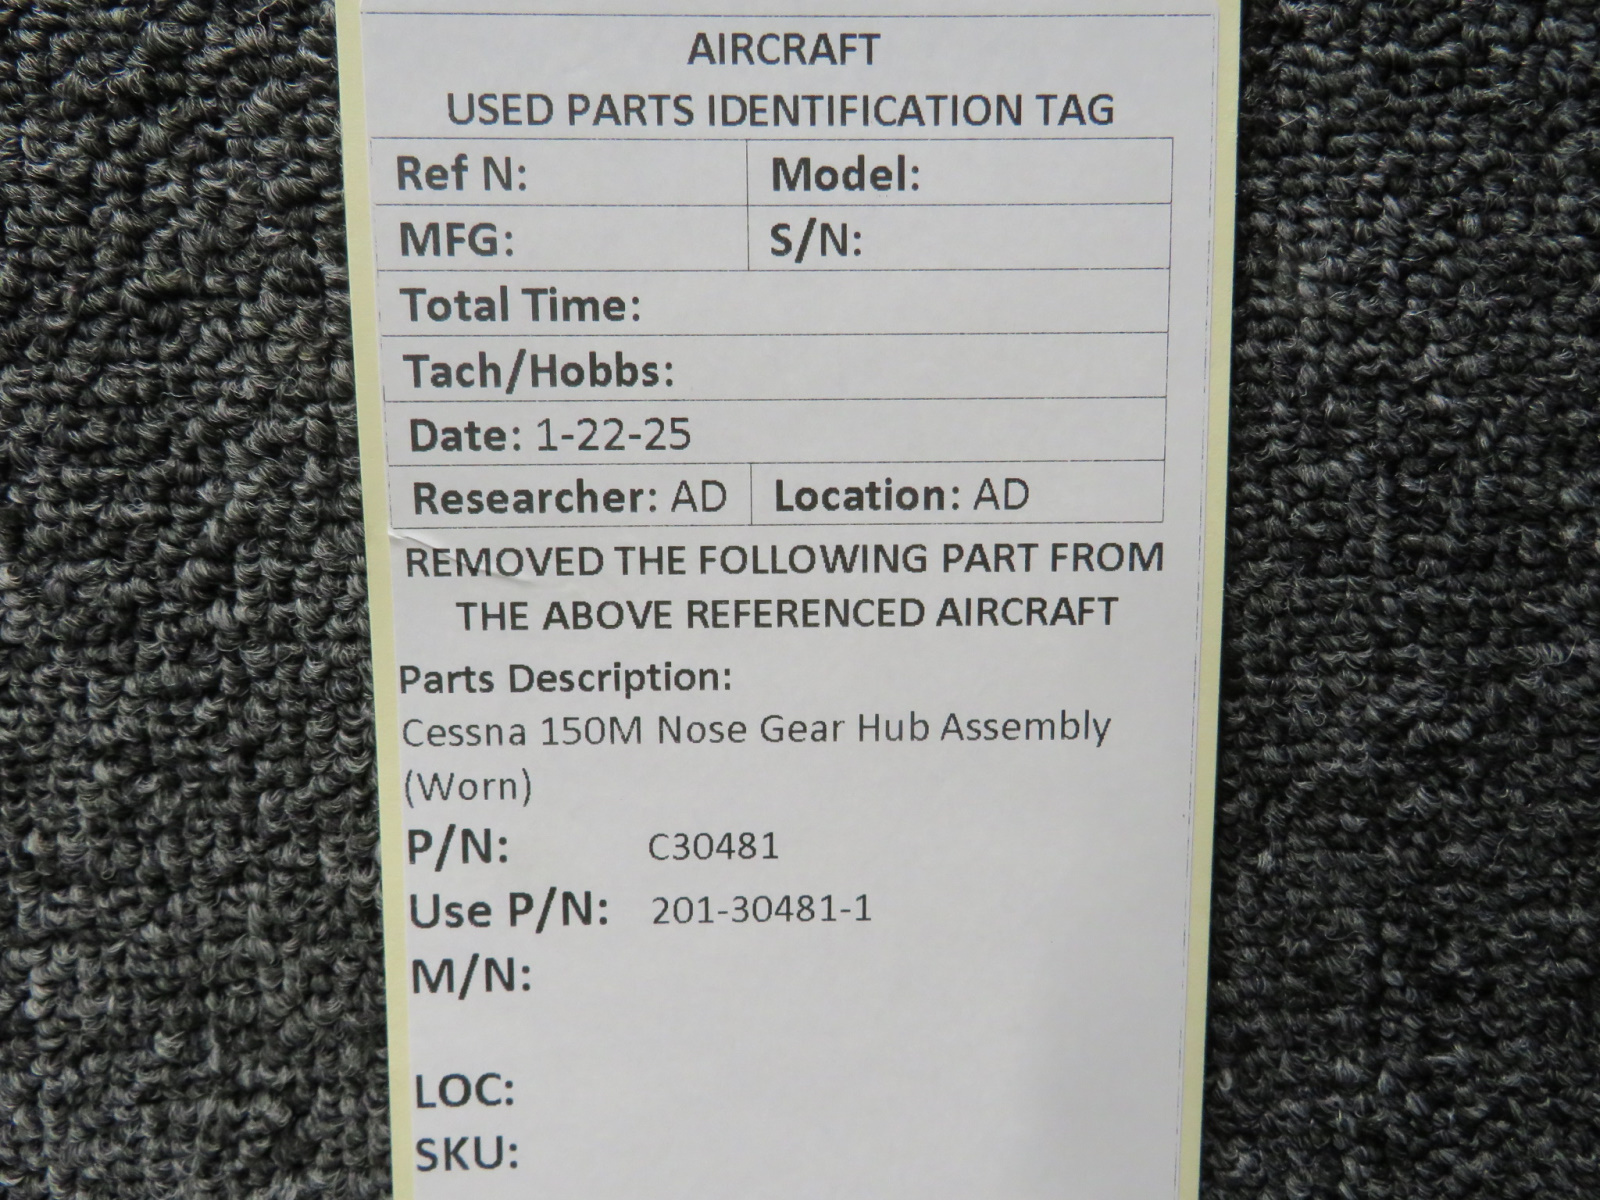 AIRCRAFT
USED PARTS IDENTIFICATION TAG
Ref N: Model:
MFG: S/N:
Total Time:
Tach/Hobbs:
Date: 1-22-25
Researcher: AD Location: AD
REMOVED THE FOLLOWING PART FROM
THE ABOVE REFERENCED AIRCRAFT
Parts Description:
Cessna 150M Nose Gear Hub Assembly
(Worn)
P/N: C30481
Use P/N: 201-30481-1
M/N:
LOC:
SKU: